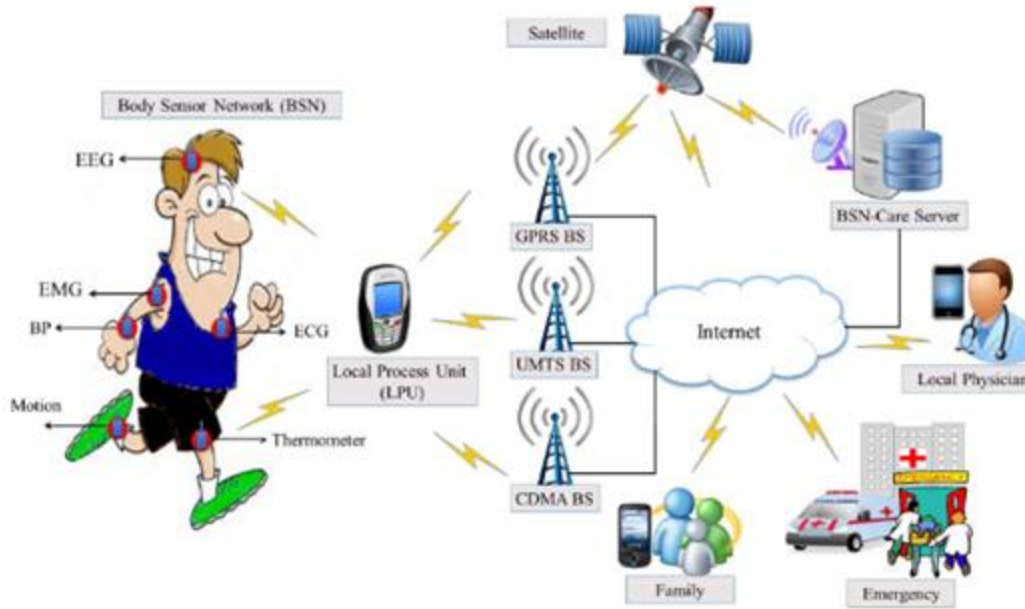 Satellite
Body Sensor Network (BSN)
EEG
BSN-Care Server
GPRS BS
EMG
BP
ECG
Internet
Local Process Unit
(LPU)
UMTS BS
Local Physician
Motion
Thermometer
CDMA BS
Family
Emergency